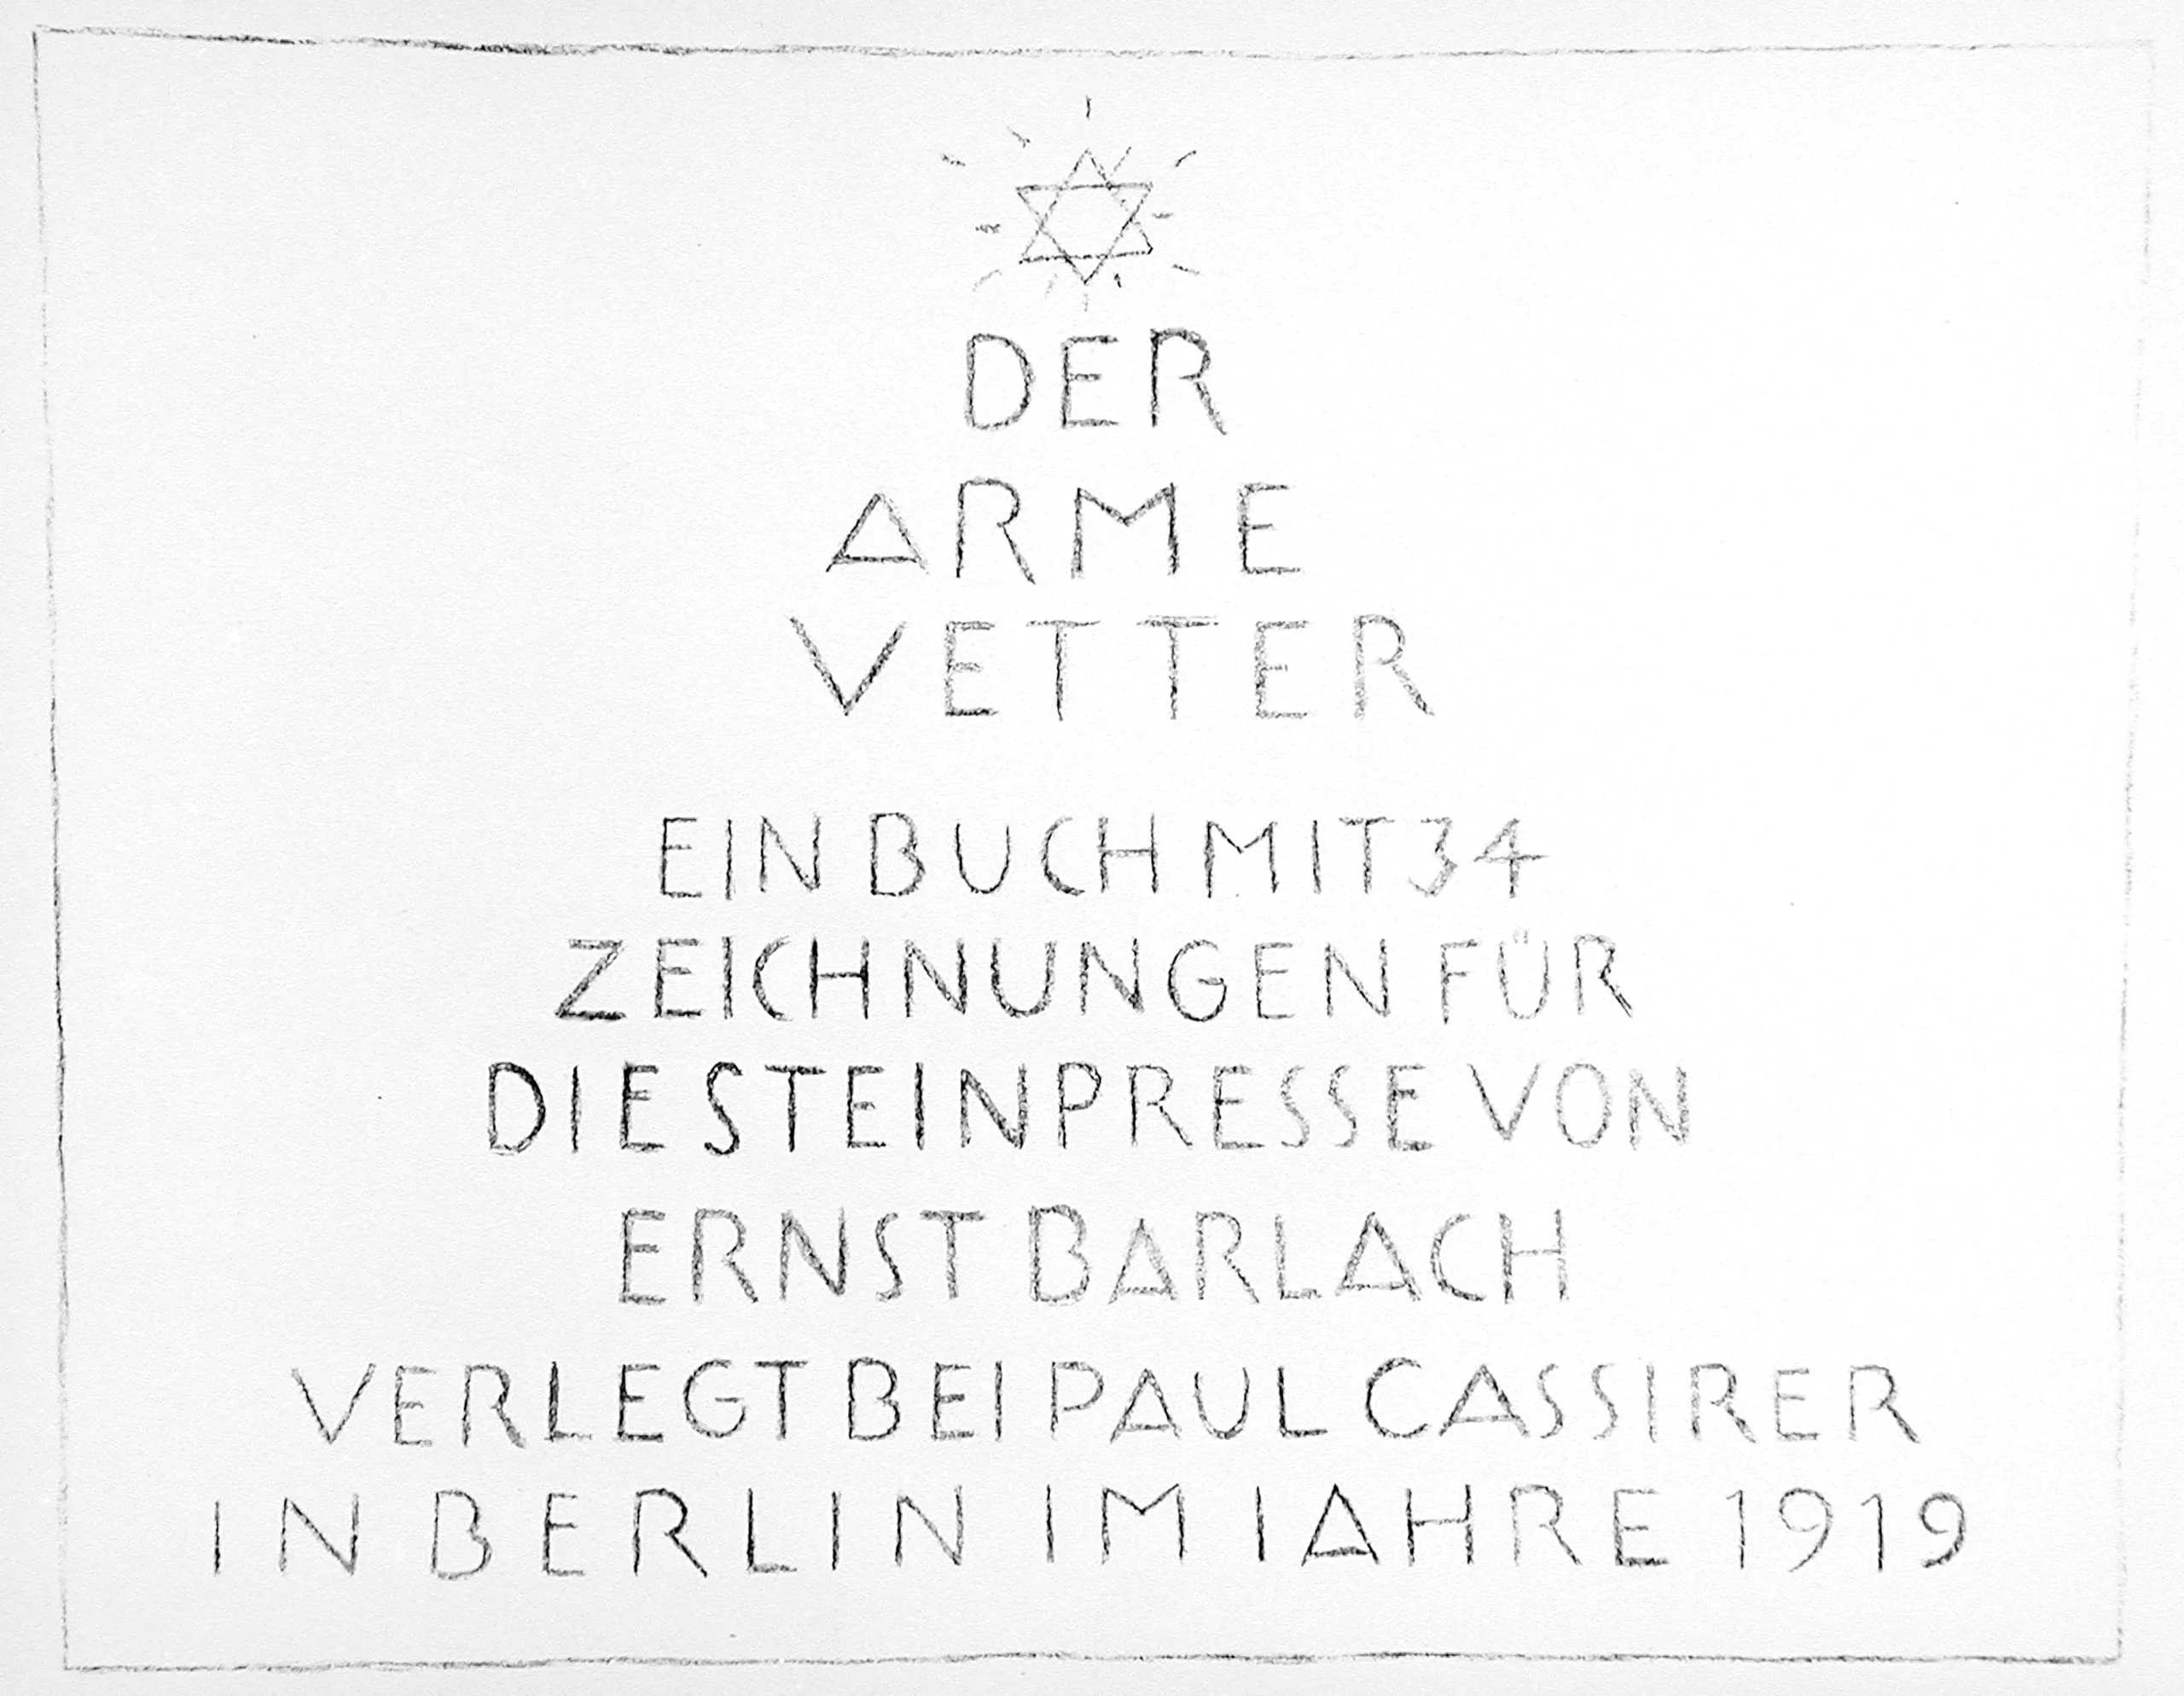 DER
ARME
VETTER
EIN BUCH MIT 34
ZEICHNUNGEN FÜR
DIE STEINPRESSE VON
ERNST BARLACH
VERLEGT BEI PAUL CASSIRER
IN BERLIN IM IAHRE 1919